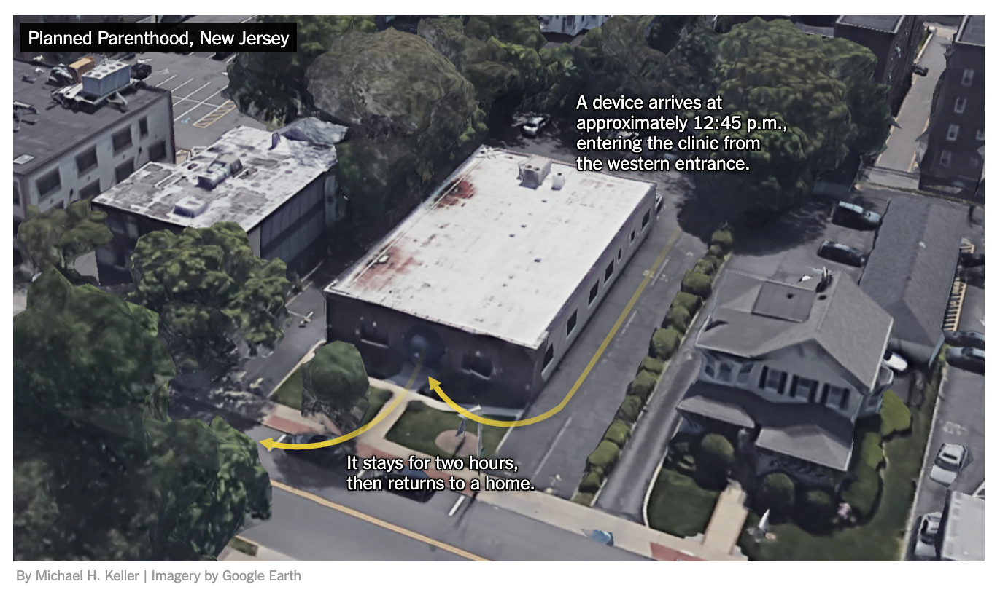 Planned Parenthood, New Jersey
A device arrives at
approximately 12:45 p.m.,
entering the clinic from
the western entrance.
It stays for two hours,
then returns to a home.
By Michael H. Keller | Imagery by Google Earth